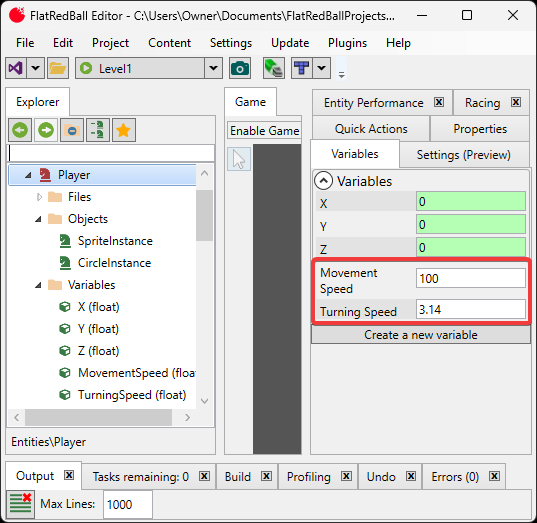 FlatRedBall Editor - C:\Users\Owner\Documents\FlatRedBallProjects...
File Edit Project Content Settings Update Plugins Help
Level1
Explorer
Player
Files
Objects
SpriteInstance
CircleInstance
Variables
X (float)
Y (float)
Z (float)
MovementSpeed (floa
TurningSpeed (float)
Entities\Player
Game
Enable Game
Entity Performance
Racing
Quick Actions
Properties
Variables
Settings (Preview)
Variables
X 0
Y 0
Z 0
Movement
Speed 100
Turning Speed 3.14
Create a new variable
Output
Tasks remaining: 0
Build
Profiling
Undo
Errors (0)
Max Lines: 1000